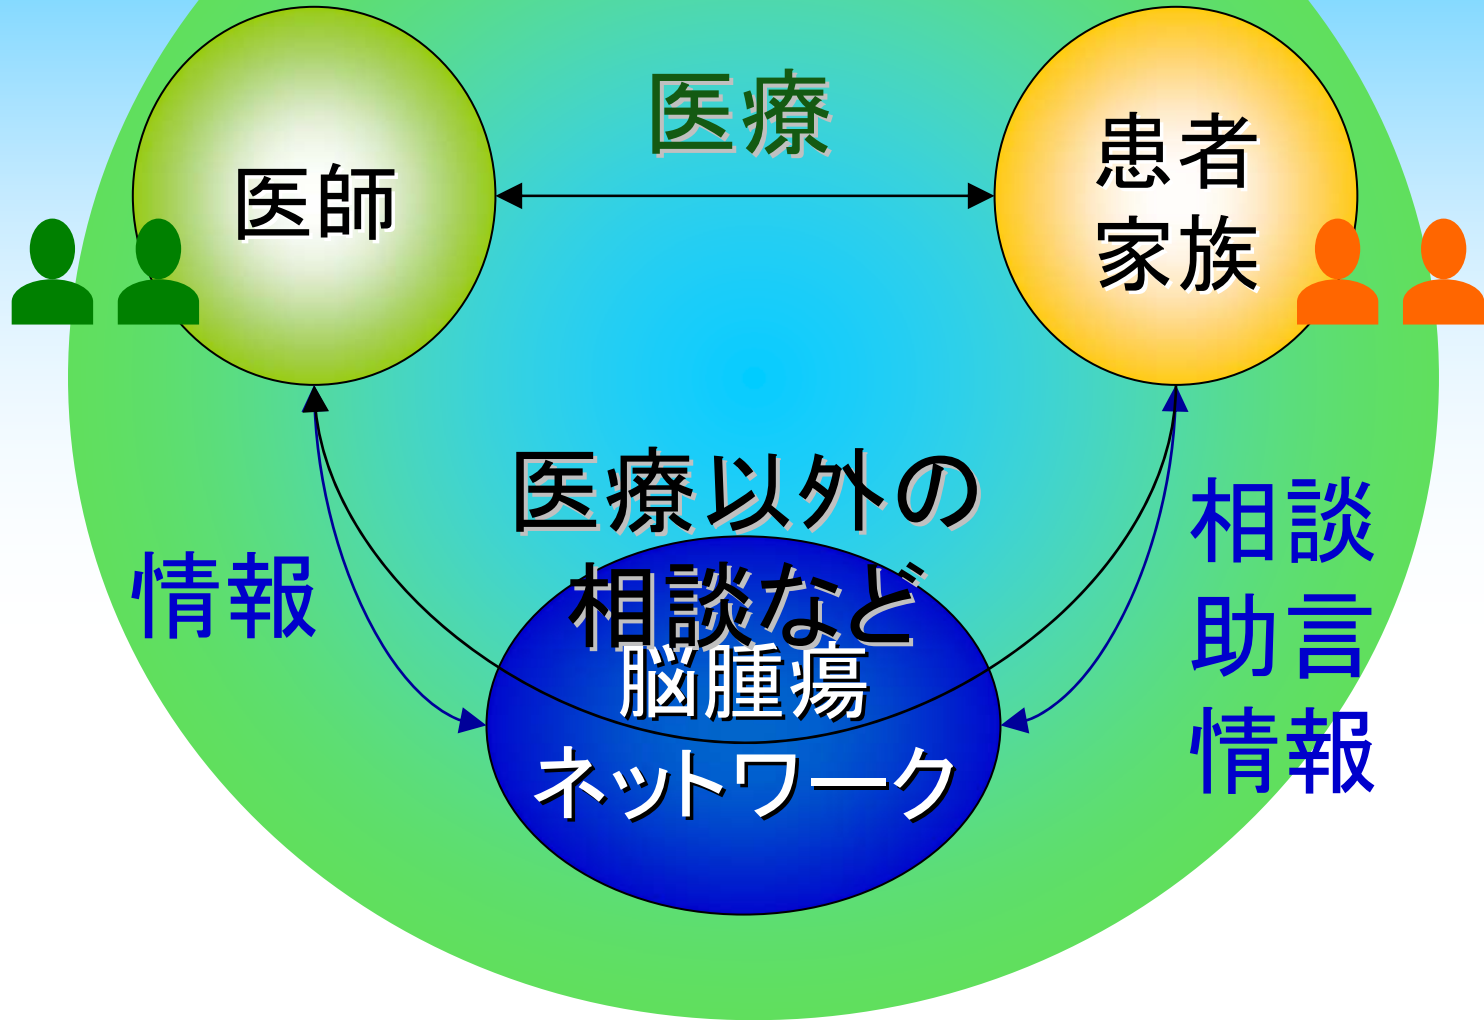 医療
医師
患者
家族
医療以外の
相談など
情報
脳腫瘍
ネットワーク
相談
助言
情報